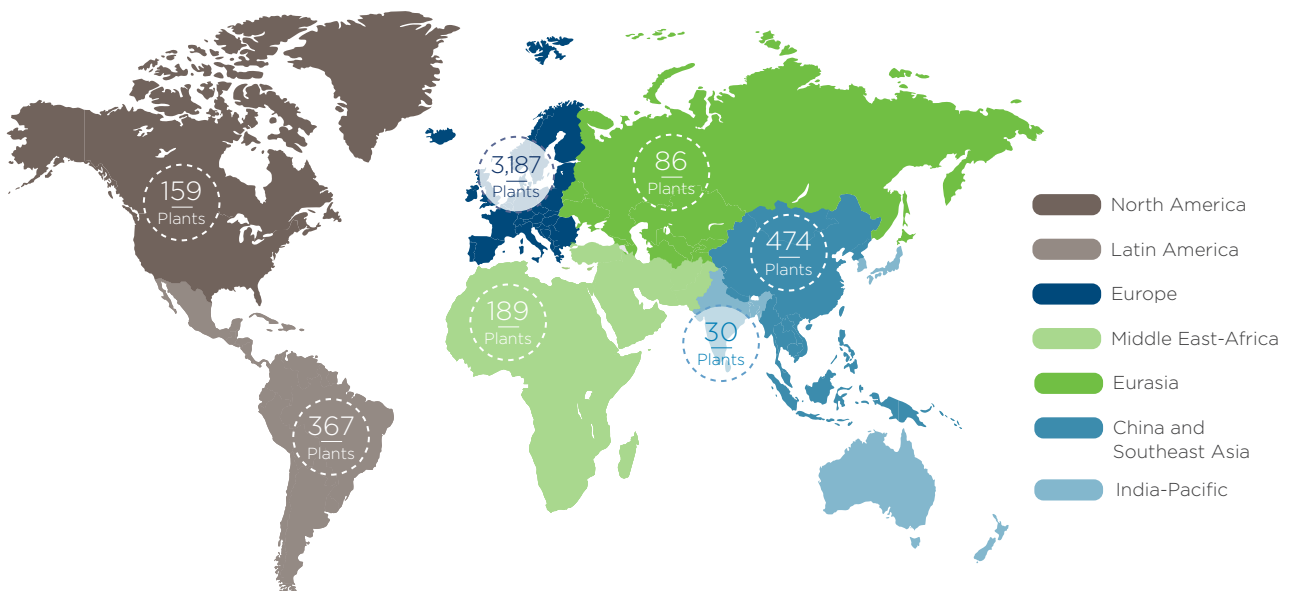 159
Plants
367
Plants
3,187
Plants
189
Plants
86
Plants
474
Plants
30
Plants
North America
Latin America
Europe
Middle East-Africa
Eurasia
China and
Southeast Asia
India-Pacific